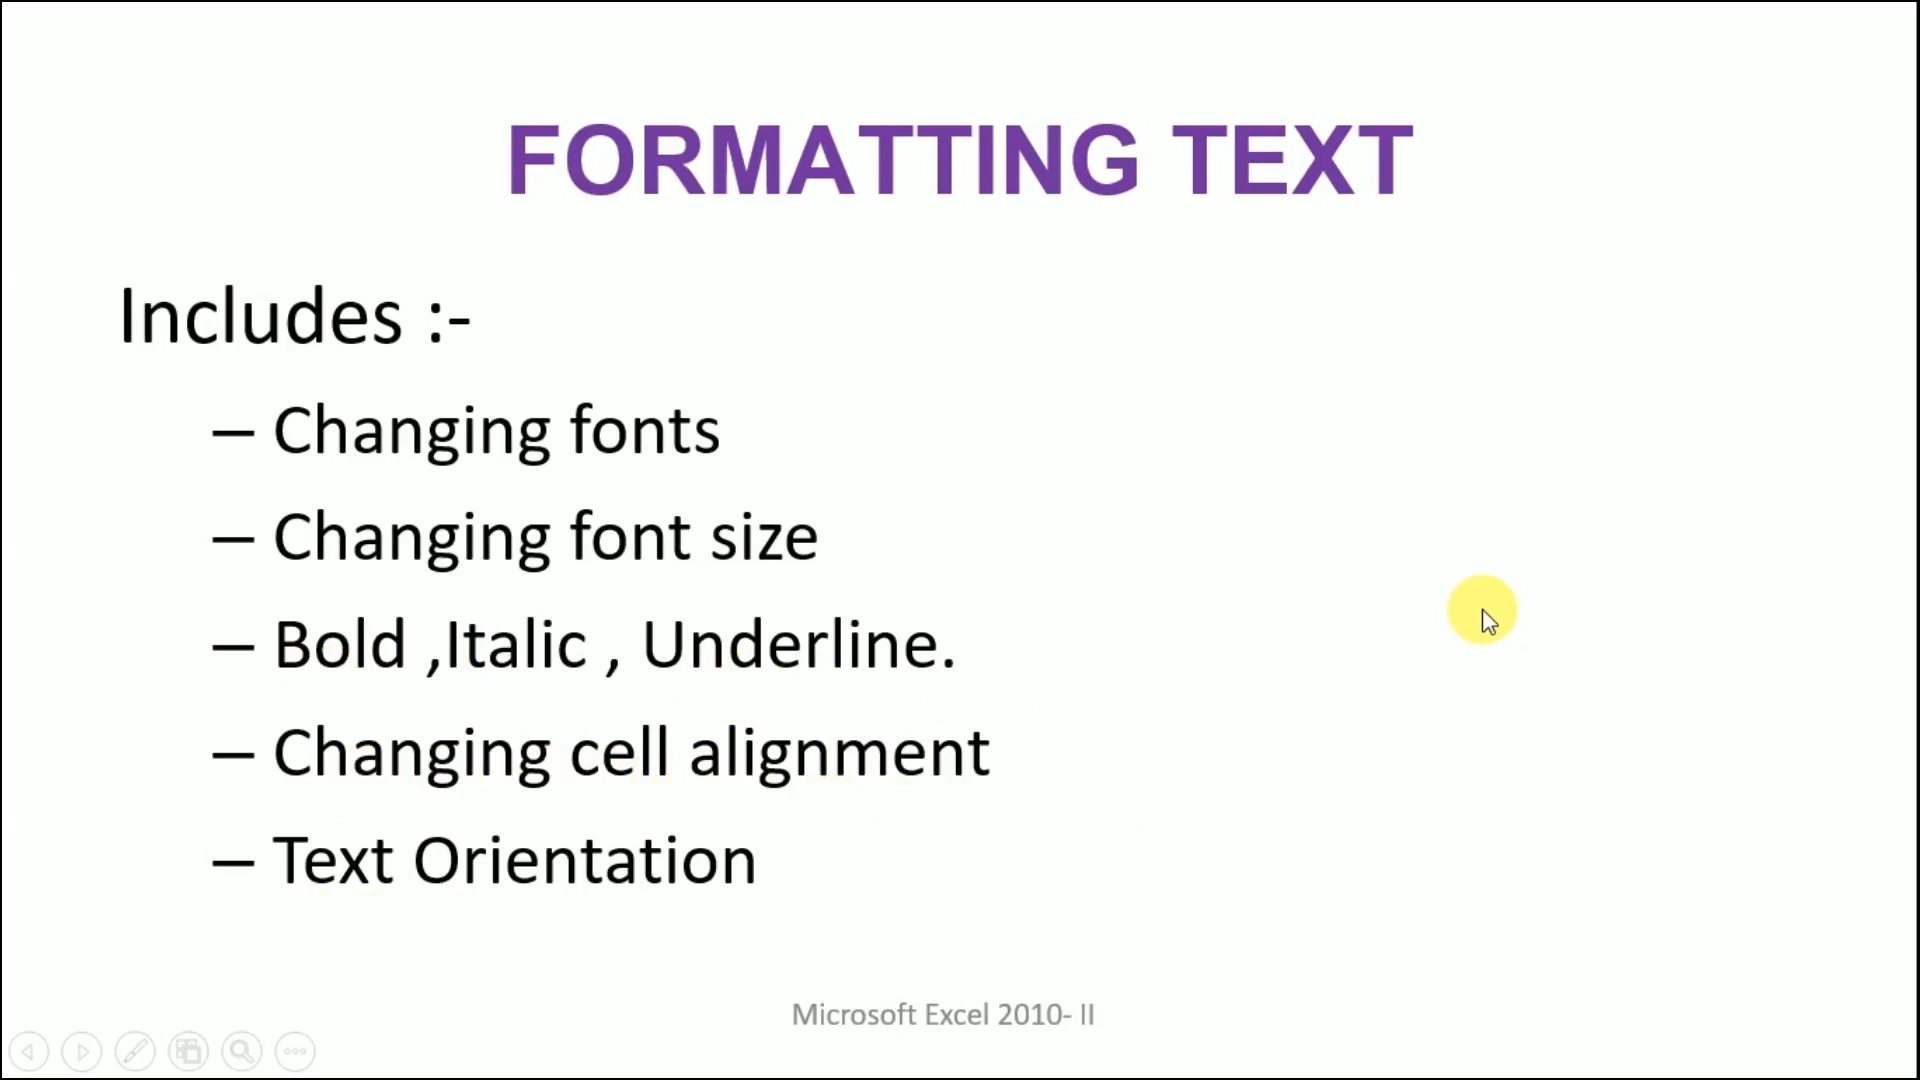 FORMATTING TEXT
Includes :-
– Changing fonts
– Changing font size
– Bold ,Italic , Underline.
– Changing cell alignment
– Text Orientation
Microsoft Excel 2010- II